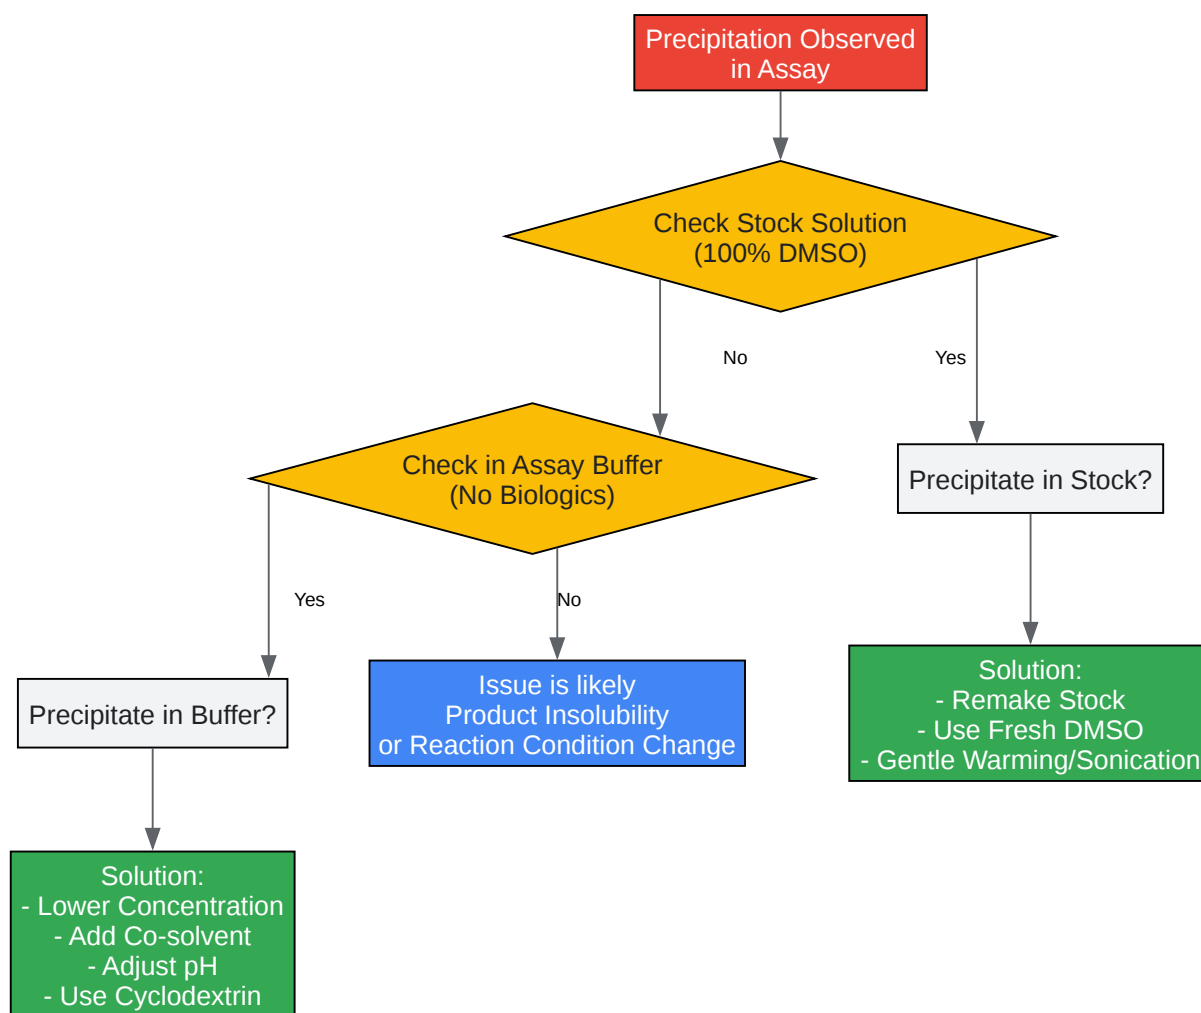 Precipitation Observed
in Assay
Check Stock Solution
(100% DMSO)
No
Yes
Check in Assay Buffer
(No Biologics)
Precipitate in Stock?
Yes
No
Solution:
- Remake Stock
- Use Fresh DMSO
- Gentle Warming/Sonication
Issue is likely
Product Insolubility
or Reaction Condition Change
Precipitate in Buffer?
Solution:
- Lower Concentration
- Add Co-solvent
- Adjust pH
- Use Cyclodextrin